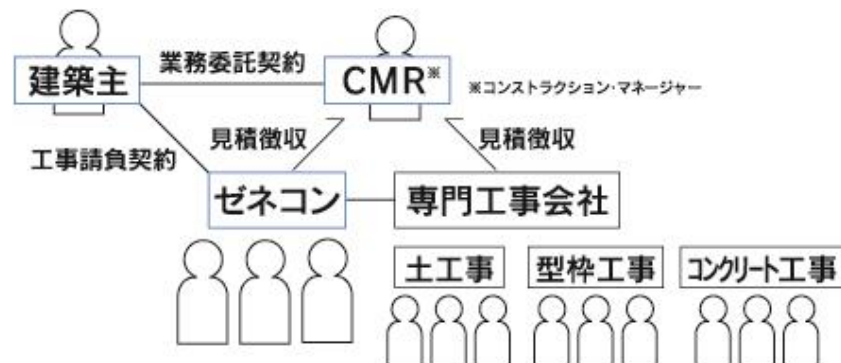 建築主
業務委託契約
CMR※
※コンストラクション・マネージャー
工事請負契約
見積徴収
見積徴収
ゼネコン
専門工事会社
土工事
型枠工事
コンクリート工事